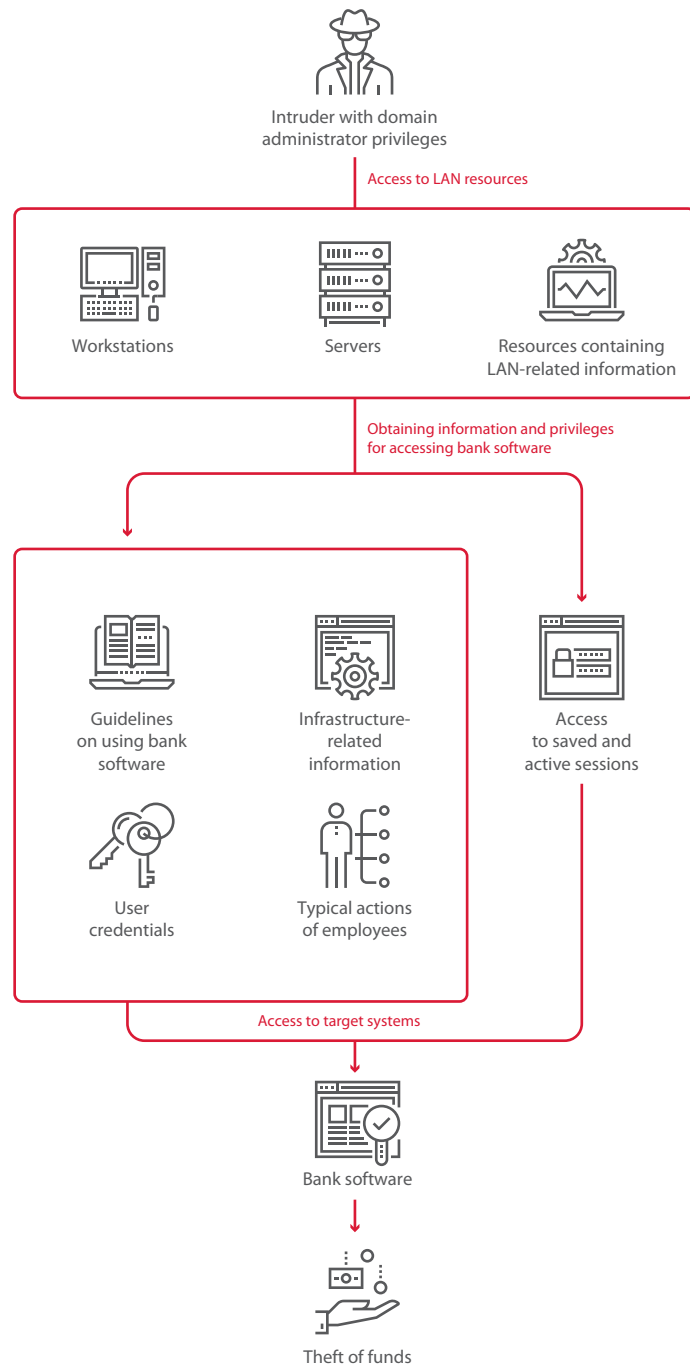 Intruder with domain
administrator privileges
Access to LAN resources
Workstations
Servers
Resources containing
LAN-related information
Obtaining information and privileges
for accessing bank software
Guidelines
on using bank
software
Infrastructure-
related
information
Access
to saved and
active sessions
User
credentials
Typical actions
of employees
Access to target systems
Bank software
Theft of funds